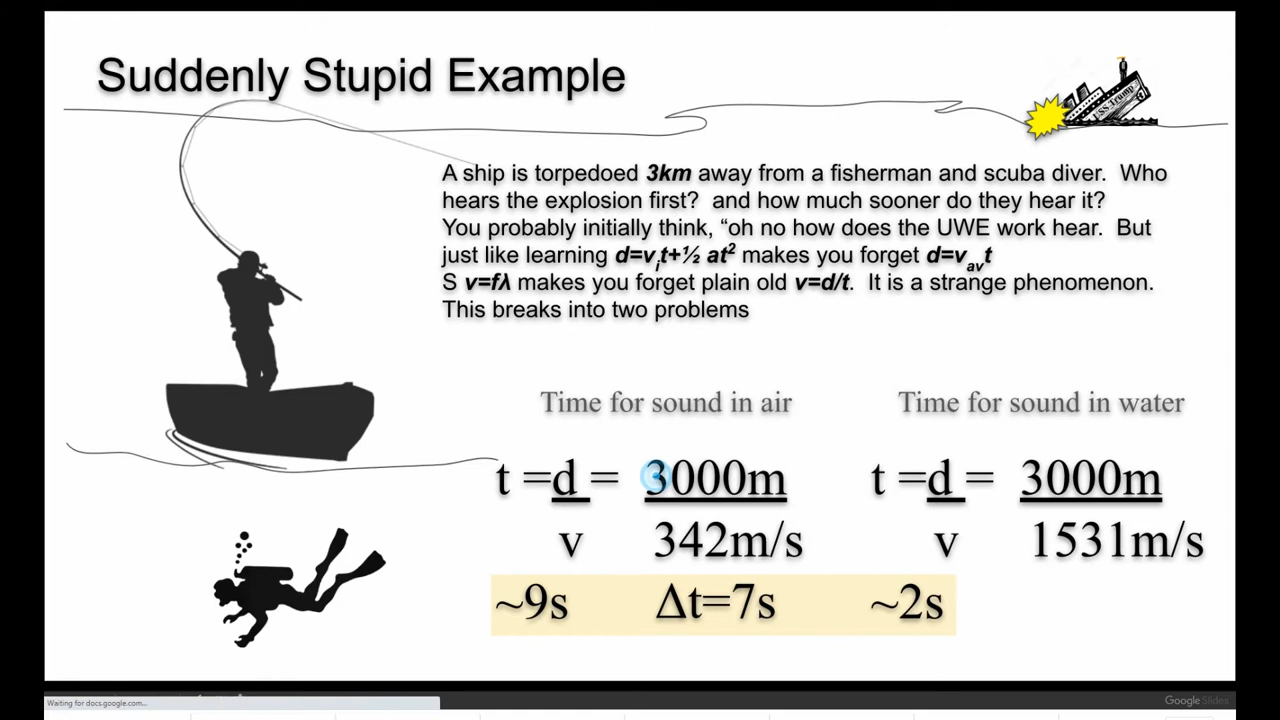 Suddenly Stupid Example
USS Trump
A ship is torpedoed 3km away from a fisherman and scuba diver. Who
hears the explosion first? and how much sooner do they hear it?
You probably initially think, “oh no how does the UWE work hear. But
just like learning d=vit+½ at² makes you forget d=vavt
S v=fλ makes you forget plain old v=d/t. It is a strange phenomenon.
This breaks into two problems
Time for sound in air
Time for sound in water
t =d = 3000m
v 342m/s
t =d = 3000m
v 1531m/s
~9s Δt=7s ~2s
Waiting for docs.google.com...
Google Slides